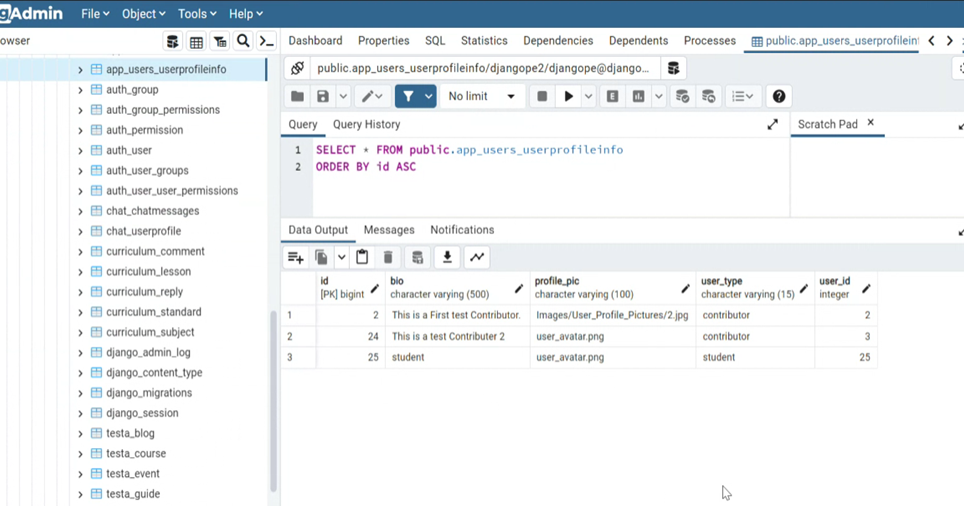 gAdmin File Object Tools Help
owser
Dashboard Properties SQL Statistics Dependencies Dependents Processes public.app_users_userprofileinf
app_users_userprofileinfo
auth_group
auth_group_permissions
auth_permission
auth_user
auth_user_groups
auth_user_user_permissions
chat_chatmessages
chat_userprofile
curriculum_comment
curriculum_lesson
curriculum_reply
curriculum_standard
curriculum_subject
django_admin_log
django_content_type
django_migrations
django_session
testa_blog
testa_course
testa_event
testa_guide
public.app_users_userprofileinfo/djangope2/djangope@django...
No limit
E
Query Query History
Scratch Pad
1 SELECT * FROM public.app_users_userprofileinfo
2 ORDER BY id ASC
Data Output Messages Notifications
id bio profile_pic user_type user_id
[PK] bigint character varying (500) character varying (100) character varying (15) integer
1 2 This is a First test Contributor. Images/User_Profile_Pictures/2.jpg contributor 2
2 24 This is a test Contributer 2 user_avatar.png contributor 3
3 25 student user_avatar.png student 25